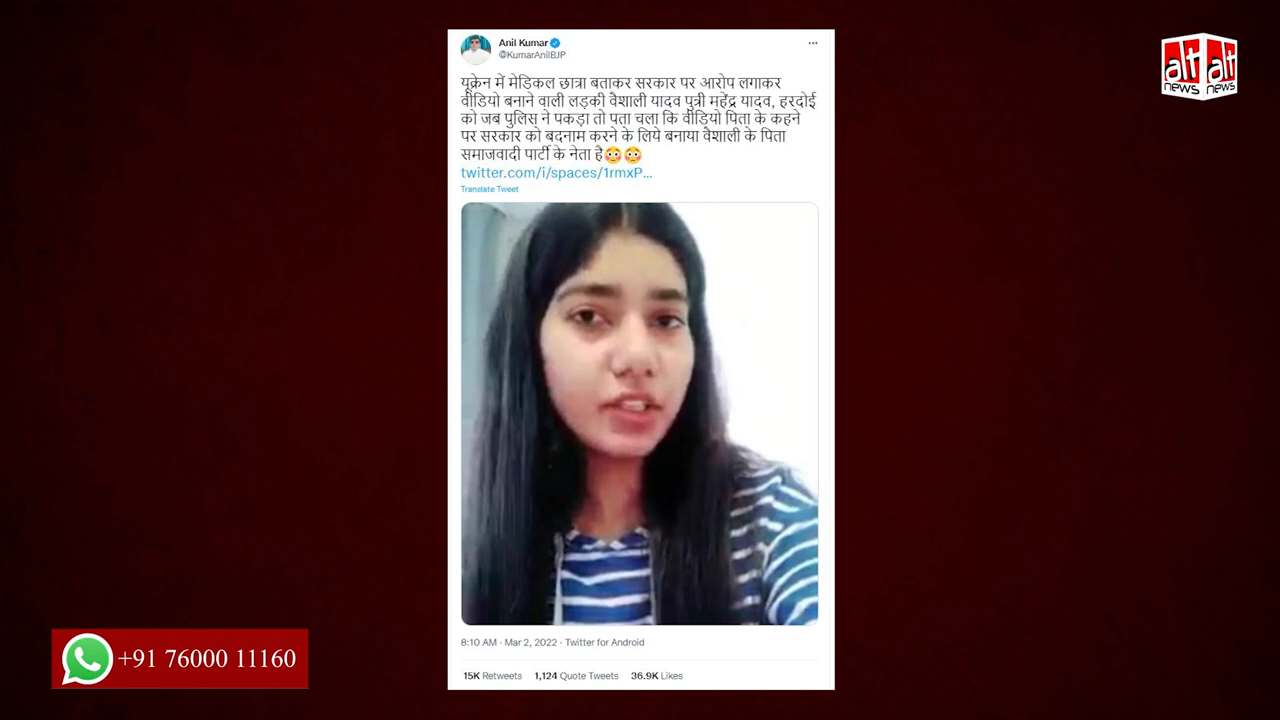 Anil Kumar
@KumarAnilBJP
यूक्रेन में मेडिकल छात्रा बताकर सरकार पर आरोप लगाकर
वीडियो बनाने वाली लड़की वैशाली यादव पुत्री महेंद्र यादव, हरदोई
को जब पुलिस ने पकड़ा तो पता चला कि वीडियो पिता के कहने
पर सरकार को बदनाम करने के लिये बनाया वैशाली के पिता
समाजवादी पार्टी के नेता है😳😳
twitter.com/i/spaces/1rmxP...
Translate Tweet
8:10 AM · Mar 2, 2022 · Twitter for Android
15K Retweets 1,124 Quote Tweets 36.9K Likes
alt news alt news
+91 76000 11160